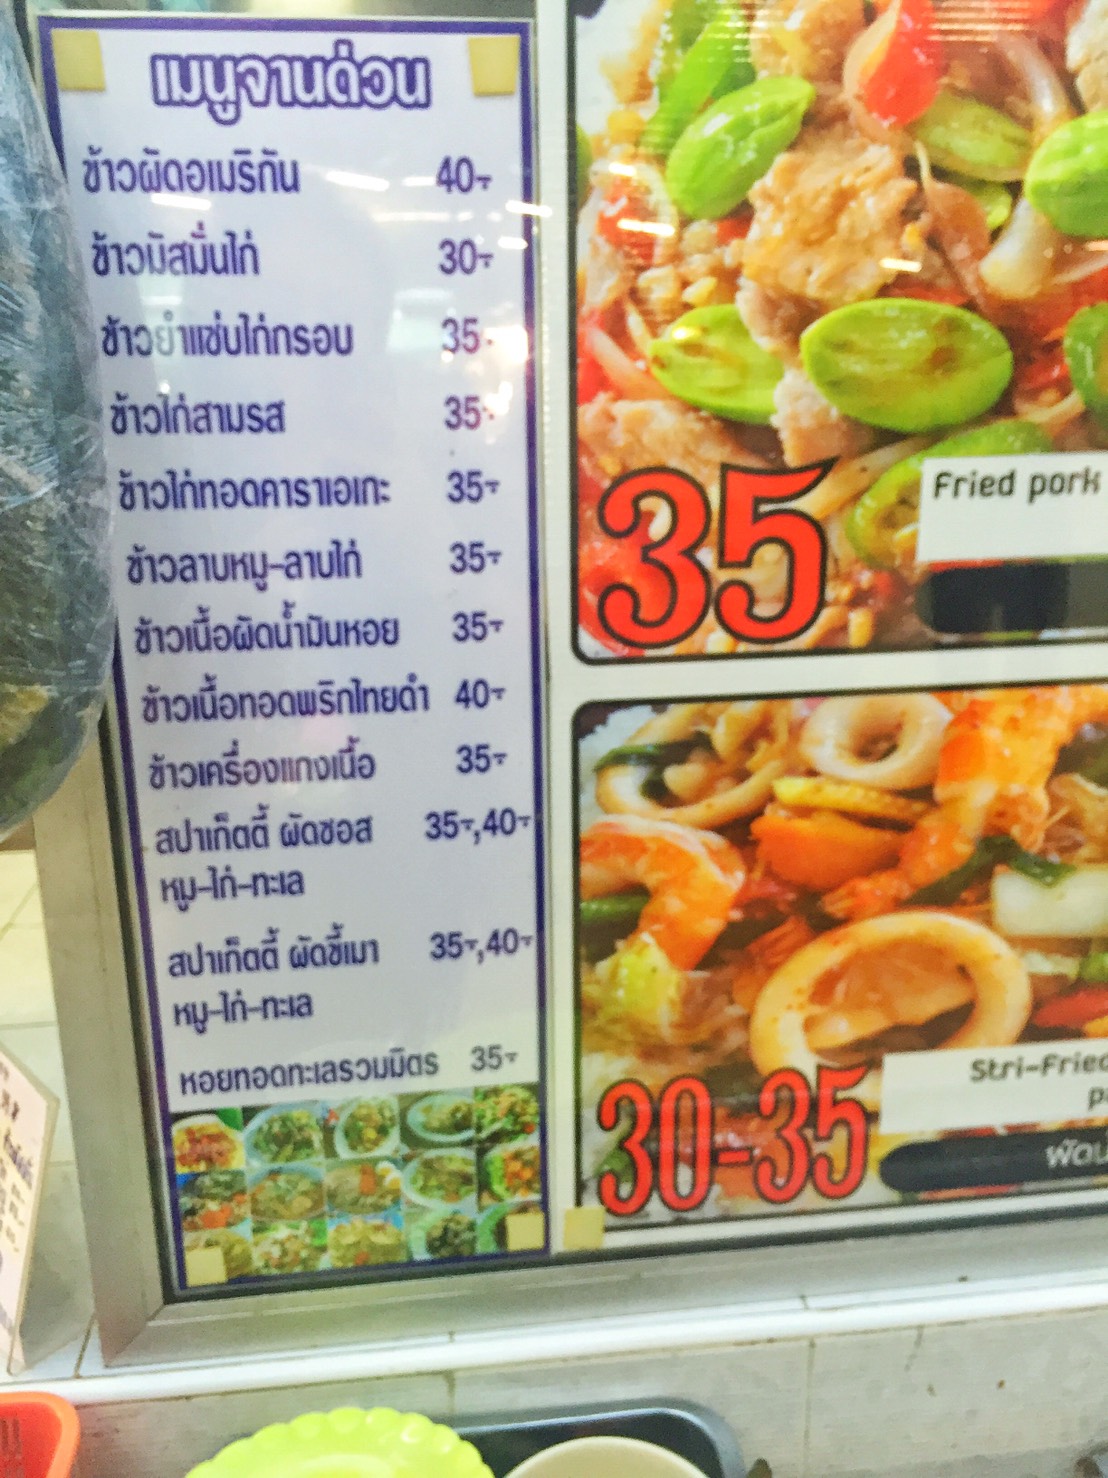 เมนูจานด่วน
ข้าวผัดอเมริกัน 40.-
ข้าวมัสมั่นไก่ 30.-
ข้าวยำแซ่บไก่กรอบ 35.-
ข้าวไก่สามรส 35.-
ข้าวไก่ทอดคาราเอเกะ 35.-
ข้าวลาบหมู-ลาบไก่ 35.-
ข้าวเนื้อผัดน้ำมันหอย 35.-
ข้าวเนื้อทอดพริกไทยดำ 40.-
ข้าวเครื่องแกงเนื้อ 35.-
สปาเก็ตตี้ ผัดซอส 35.-,40.-
หมู-ไก่-ทะเล
สปาเก็ตตี้ ผัดขี้เมา 35.-,40.-
หมู-ไก่-ทะเล
หอยทอดทะเลรวมมิตร 35.-
35
Fried pork
30-35
Stri-Fried
ผัด